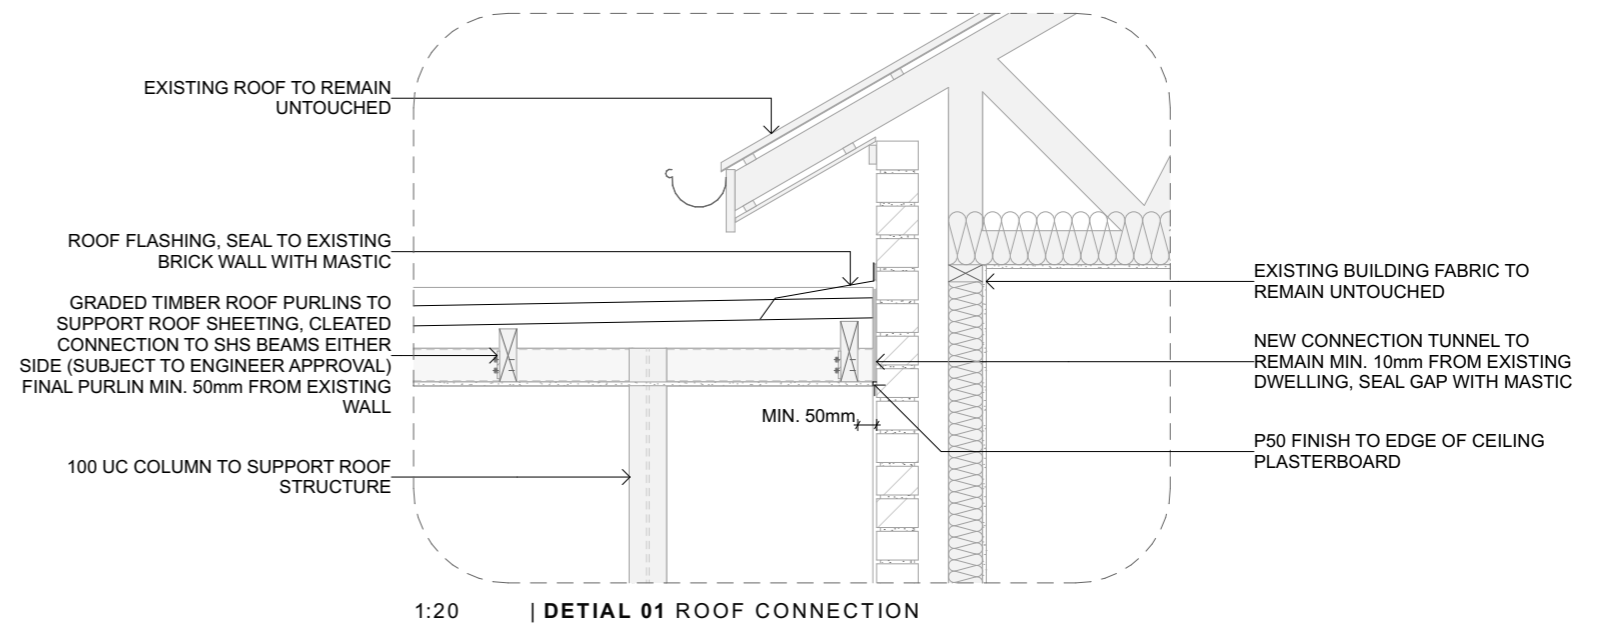 EXISTING ROOF TO REMAIN
UNTOUCHED
ROOF FLASHING, SEAL TO EXISTING
BRICK WALL WITH MASTIC
GRADED TIMBER ROOF PURLINS TO
SUPPORT ROOF SHEETING, CLEATED
CONNECTION TO SHS BEAMS EITHER
SIDE (SUBJECT TO ENGINEER APPROVAL)
FINAL PURLIN MIN. 50mm FROM EXISTING
WALL
100 UC COLUMN TO SUPPORT ROOF
STRUCTURE
MIN. 50mm
EXISTING BUILDING FABRIC TO
REMAIN UNTOUCHED
NEW CONNECTION TUNNEL TO
REMAIN MIN. 10mm FROM EXISTING
DWELLING, SEAL GAP WITH MASTIC
P50 FINISH TO EDGE OF CEILING
PLASTERBOARD
1:20 | DETIAL 01 ROOF CONNECTION